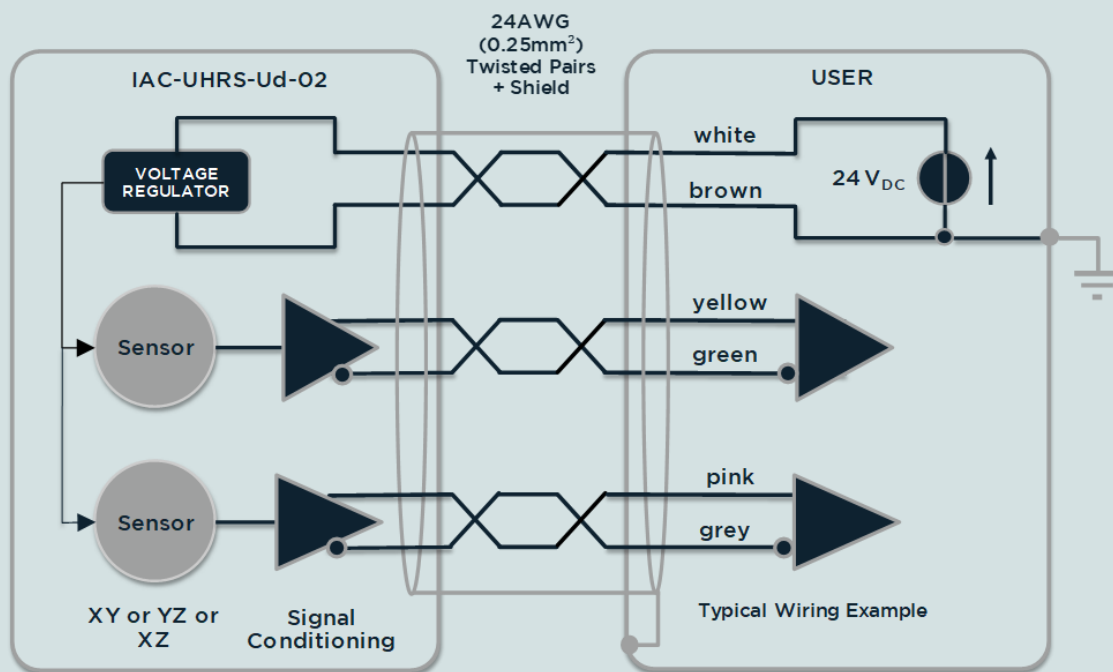 24AWG
(0.25mm²)
Twisted Pairs
+ Shield
IAC-UHRS-Ud-02
USER
VOLTAGE
REGULATOR
white
brown
24 V_DC
Sensor
yellow
green
Sensor
pink
grey
XY or YZ or
XZ
Signal
Conditioning
Typical Wiring Example